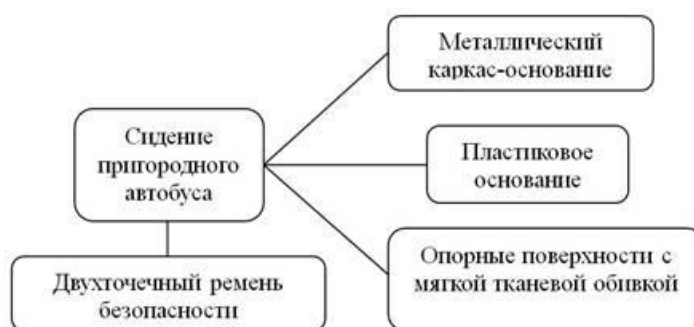 Металлический
каркас-основание
Сидение
пригородного
автобуса
Пластиковое
основание
Двухточечный ремень
безопасности
Опорные поверхности с
мягкой тканевой обивкой